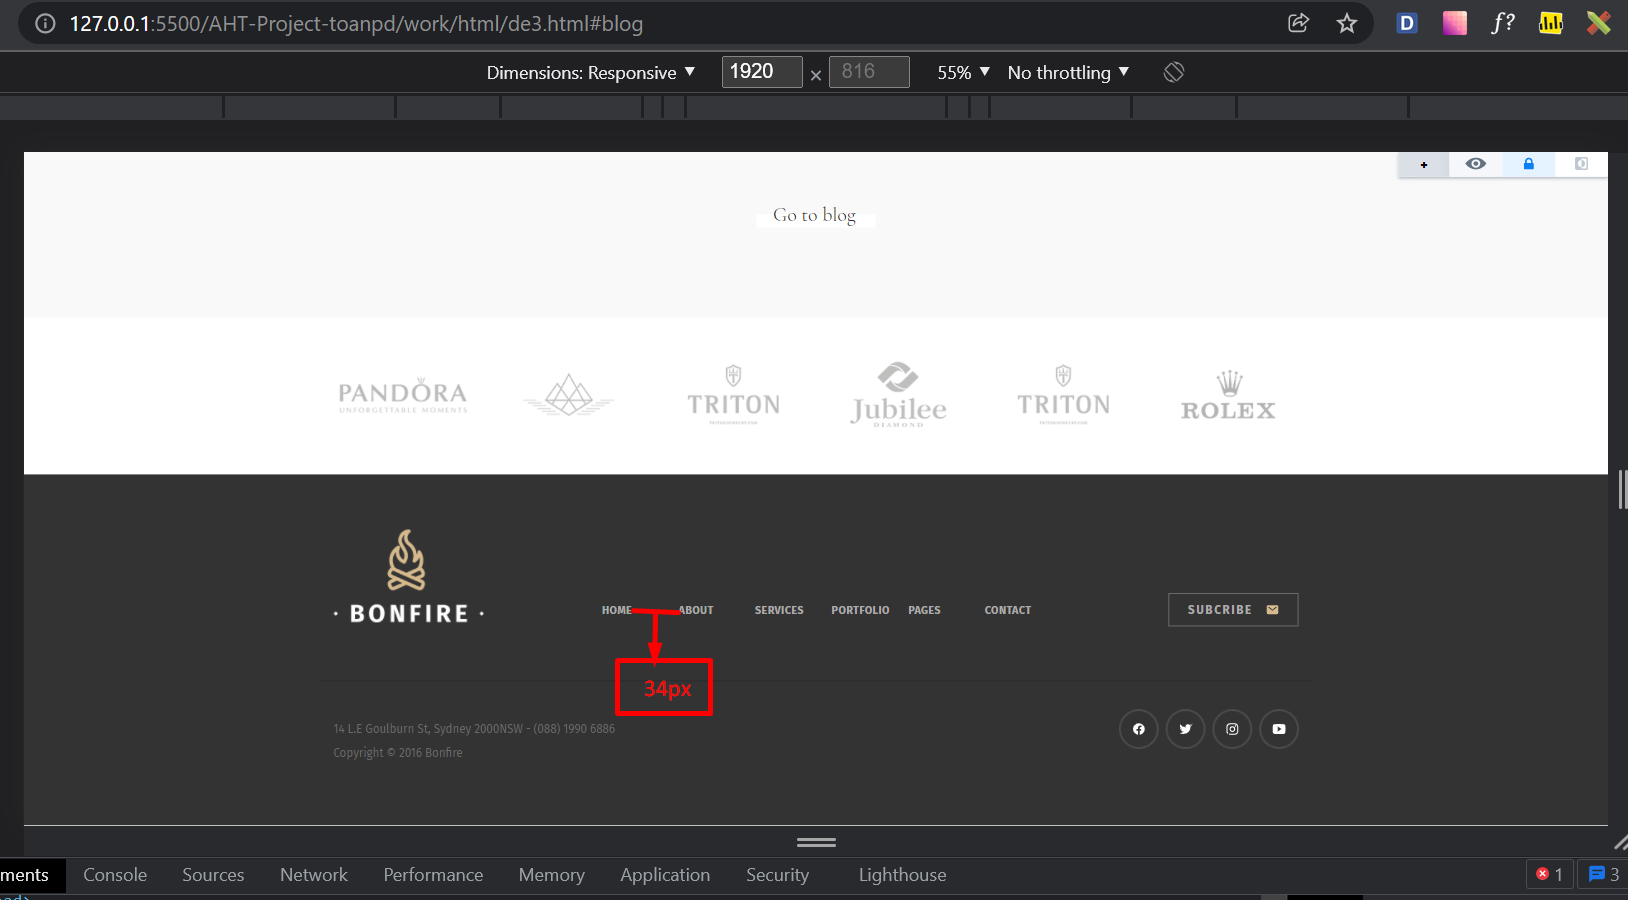 127.0.0.1:5500/AHT-Project-toanpd/work/html/de3.html#blog
D
f?
Dimensions: Responsive ▼ 1920 × 816 55% ▼ No throttling ▼
Go to blog
PANDORA
UNFORGETTABLE MOMENTS
TRITON
Jubilee
DIAMOND
TRITON
ROLEX
· BONFIRE ·
HOME ABOUT SERVICES PORTFOLIO PAGES CONTACT
SUBCRIBE
34px
14 L.E Goulburn St, Sydney 2000NSW - (088) 1990 6886
Copyright © 2016 Bonfire
ments Console Sources Network Performance Memory Application Security Lighthouse 1 3